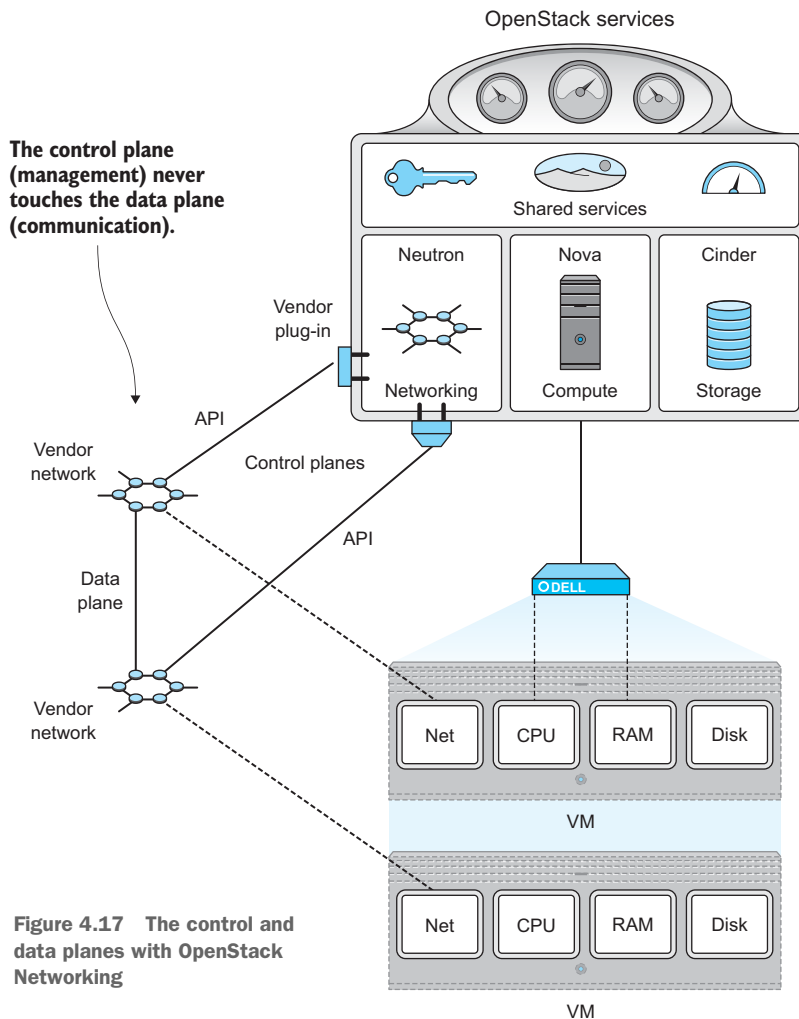 OpenStack services
The control plane
(management) never
touches the data plane
(communication).
Shared services
Neutron
Nova
Cinder
Vendor
plug-in
Networking
Compute
Storage
API
Vendor
network
Control planes
API
Data
plane
DELL
Vendor
network
Net
CPU
RAM
Disk
VM
Net
CPU
RAM
Disk
VM
Figure 4.17 The control and
data planes with OpenStack
Networking